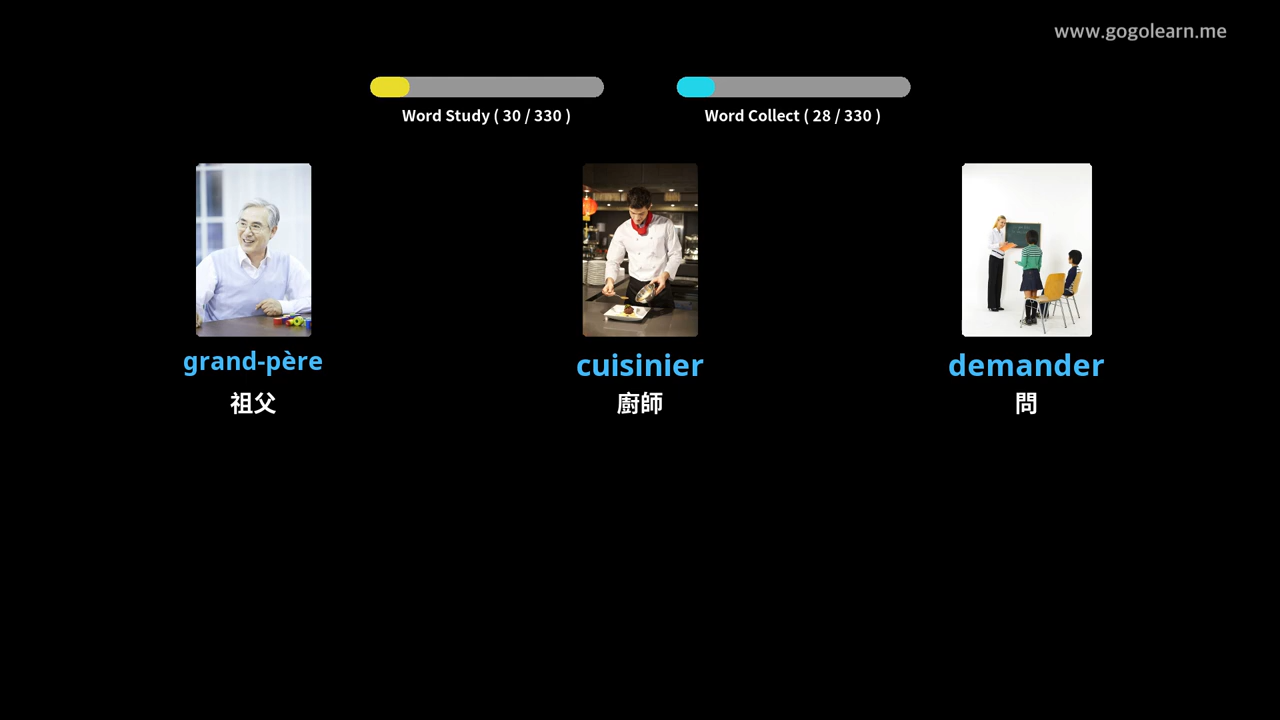 www.gogolearn.me
Word Study ( 30 / 330 )
Word Collect ( 28 / 330 )
grand-père
祖父
cuisinier
廚師
demander
問